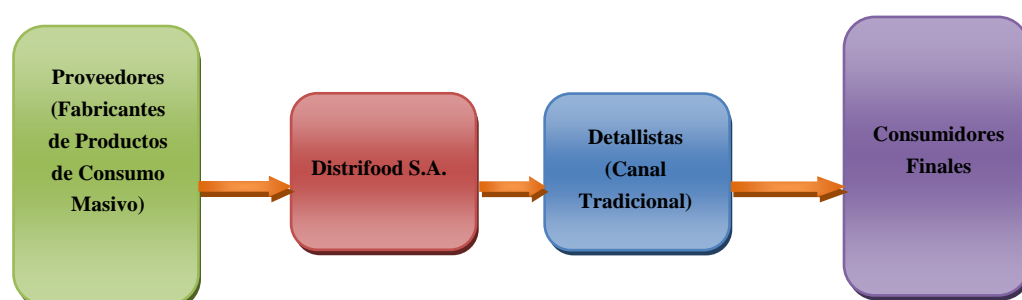 Proveedores
(Fabricantes
de Productos
de Consumo
Masivo)
Distrifood S.A.
Detallistas
(Canal
Tradicional)
Consumidores
Finales